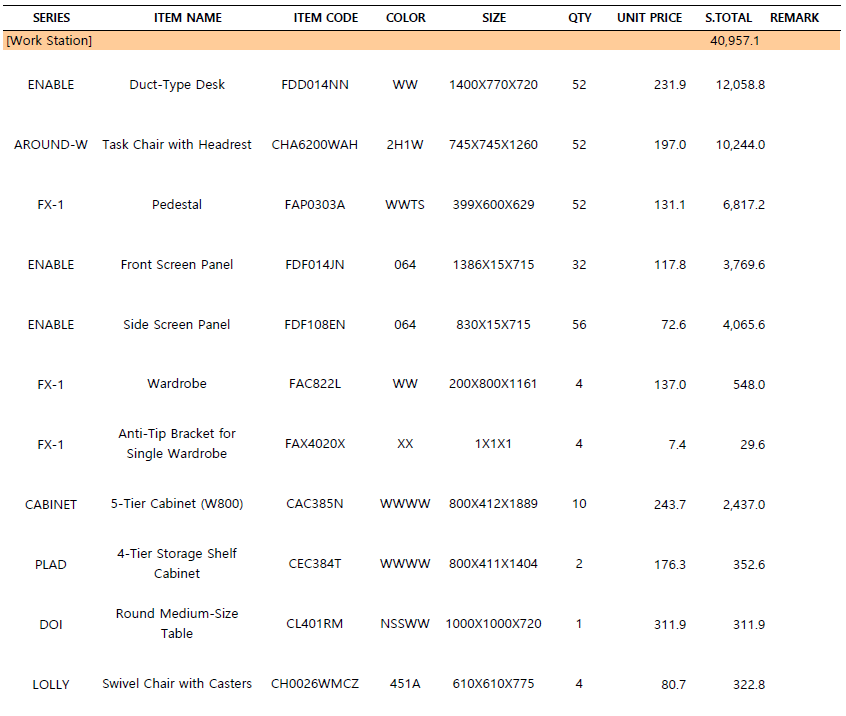 SERIES ITEM NAME ITEM CODE COLOR SIZE QTY UNIT PRICE S.TOTAL REMARK
[Work Station] 40,957.1
ENABLE Duct-Type Desk FDD014NN WW 1400X770X720 52 231.9 12,058.8
AROUND-W Task Chair with Headrest CHA6200WAH 2H1W 745X745X1260 52 197.0 10,244.0
FX-1 Pedestal FAP0303A WWTS 399X600X629 52 131.1 6,817.2
ENABLE Front Screen Panel FDF014JN 064 1386X15X715 32 117.8 3,769.6
ENABLE Side Screen Panel FDF108EN 064 830X15X715 56 72.6 4,065.6
FX-1 Wardrobe FAC822L WW 200X800X1161 4 137.0 548.0
FX-1 Anti-Tip Bracket for
Single Wardrobe FAX4020X XX 1X1X1 4 7.4 29.6
CABINET 5-Tier Cabinet (W800) CAC385N WWWW 800X412X1889 10 243.7 2,437.0
PLAD 4-Tier Storage Shelf
Cabinet CEC384T WWWW 800X411X1404 2 176.3 352.6
DOI Round Medium-Size
Table CL401RM NSSWW 1000X1000X720 1 311.9 311.9
LOLLY Swivel Chair with Casters CH0026WMCZ 451A 610X610X775 4 80.7 322.8